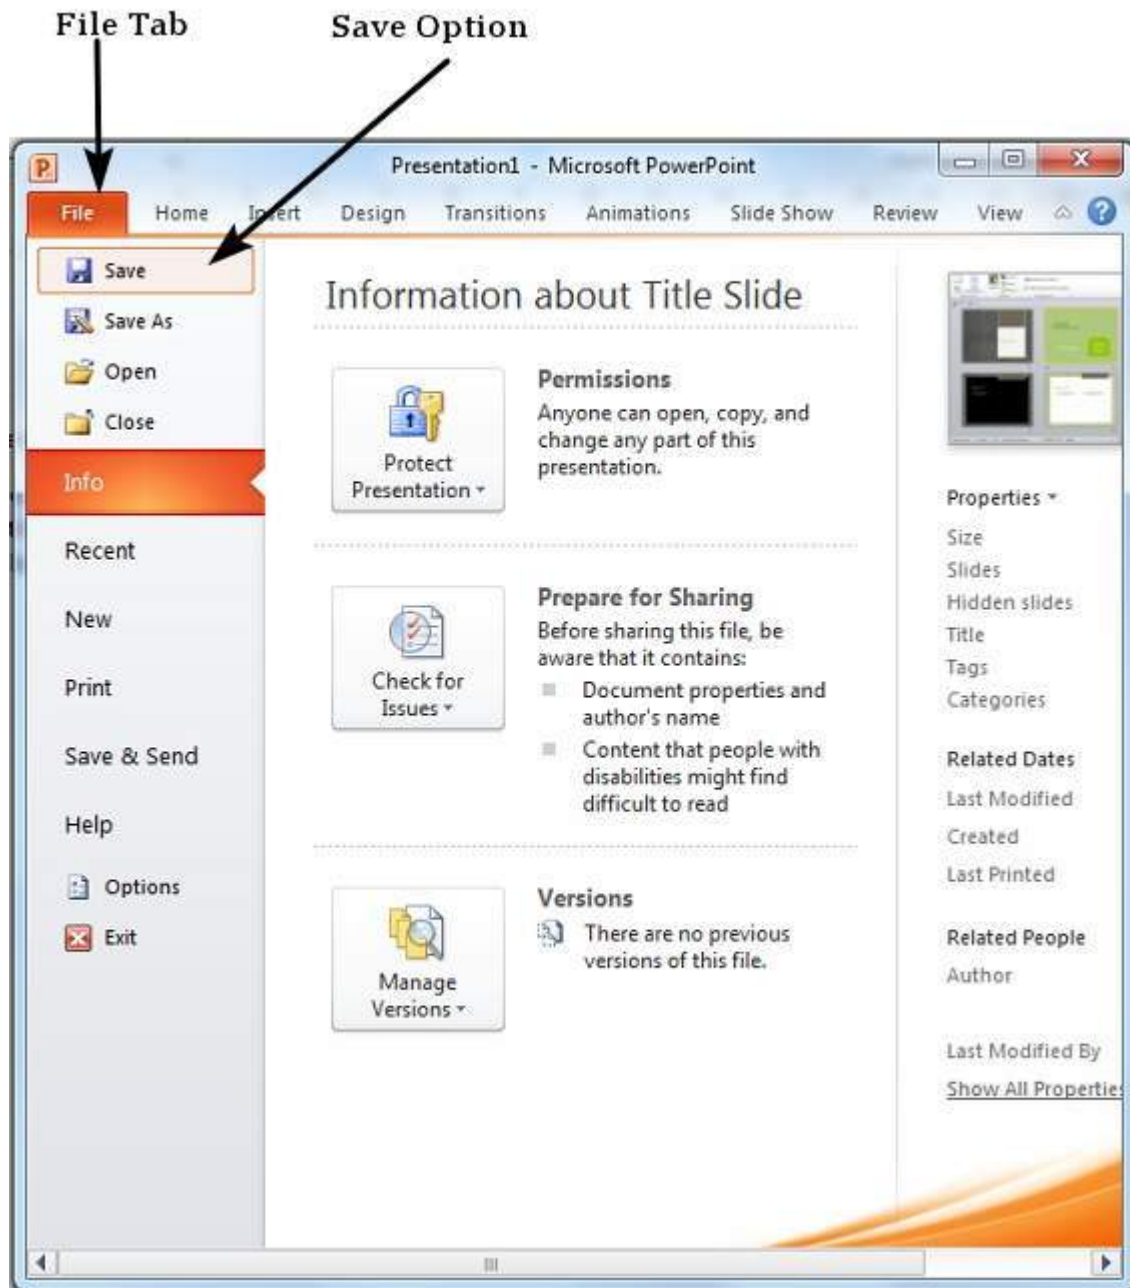 File Tab
Save Option
Presentation1 - Microsoft PowerPoint
File Home Insert Design Transitions Animations Slide Show Review View
Save
Save As
Open
Close
Info
Recent
New
Print
Save & Send
Help
Options
Exit
Information about Title Slide
Protect
Presentation
Permissions
Anyone can open, copy, and
change any part of this
presentation.
Check for
Issues
Prepare for Sharing
Before sharing this file, be
aware that it contains:
Document properties and
author's name
Content that people with
disabilities might find
difficult to read
Manage
Versions
Versions
There are no previous
versions of this file.
Properties
Size
Slides
Hidden slides
Title
Tags
Categories
Related Dates
Last Modified
Created
Last Printed
Related People
Author
Last Modified By
Show All Properties